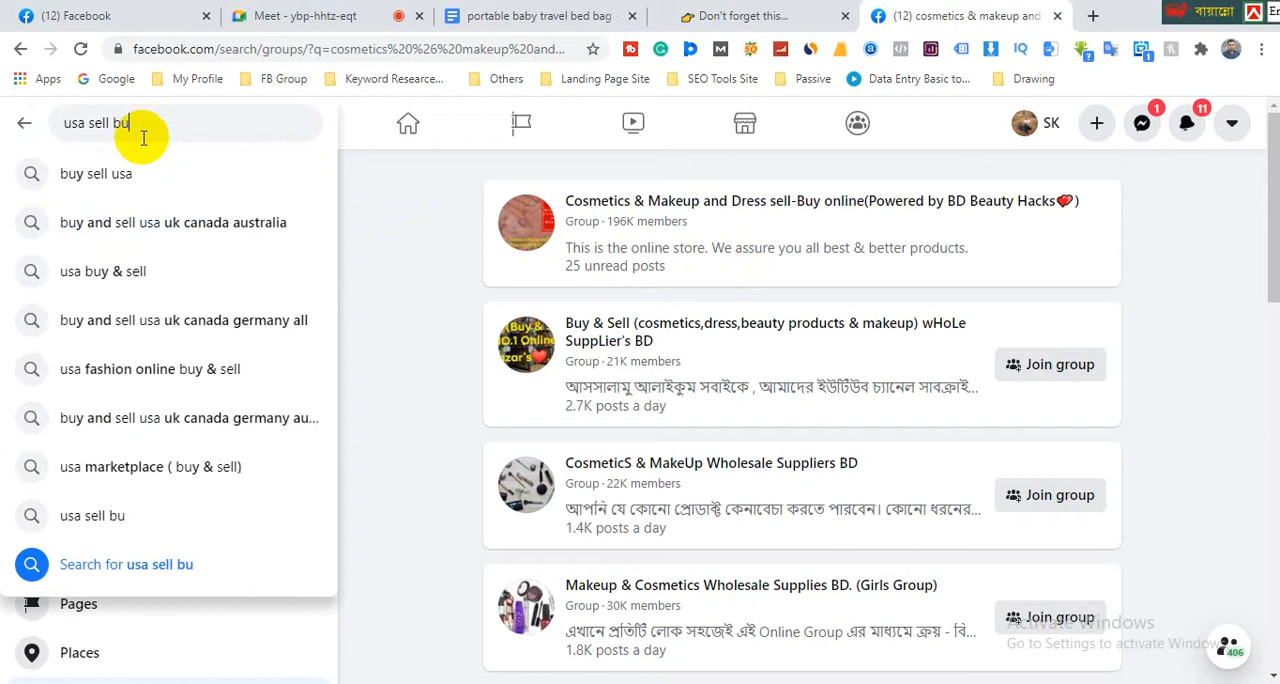 (12) Facebook
Meet - ybp-hhtz-eqt
portable baby travel bed bag -
Don't forget this...
(12) cosmetics & makeup and
বায়ান্নো
facebook.com/search/groups/?q=cosmetics%20%26%20makeup%20and...
Apps
Google
My Profile
FB Group
Keyword Researce...
Others
Landing Page Site
SEO Tools Site
Passive
Data Entry Basic to...
Drawing
usa sell bu
SK
1
11
buy sell usa
buy and sell usa uk canada australia
usa buy & sell
buy and sell usa uk canada germany all
usa fashion online buy & sell
buy and sell usa uk canada germany au...
usa marketplace ( buy & sell)
usa sell bu
Search for usa sell bu
Pages
Places
Cosmetics & Makeup and Dress sell-Buy online(Powered by BD Beauty Hacks💖)
Group · 196K members
This is the online store. We assure you all best & better products.
25 unread posts
Buy & Sell (cosmetics,dress,beauty products & makeup) wHoLe
SuppLier's BD
Group · 21K members
আসসালামু আলাইকুম সবাইকে , আমাদের ইউটিউব চ্যানেল সাবক্রাই...
2.7K posts a day
Join group
CosmeticS & MakeUp Wholesale Suppliers BD
Group · 22K members
আপনি যে কোনো প্রোডাক্ট কেনাবেচা করতে পারবেন। কোনো ধরনের...
1.4K posts a day
Join group
Makeup & Cosmetics Wholesale Supplies BD. (Girls Group)
Group · 30K members
এখানে প্রতিটি লোক সহজেই এই Online Group এর মাধ্যমে ক্রয় - বি...
1.8K posts a day
Join group
Activate Windows
Go to Settings to activate Window
406